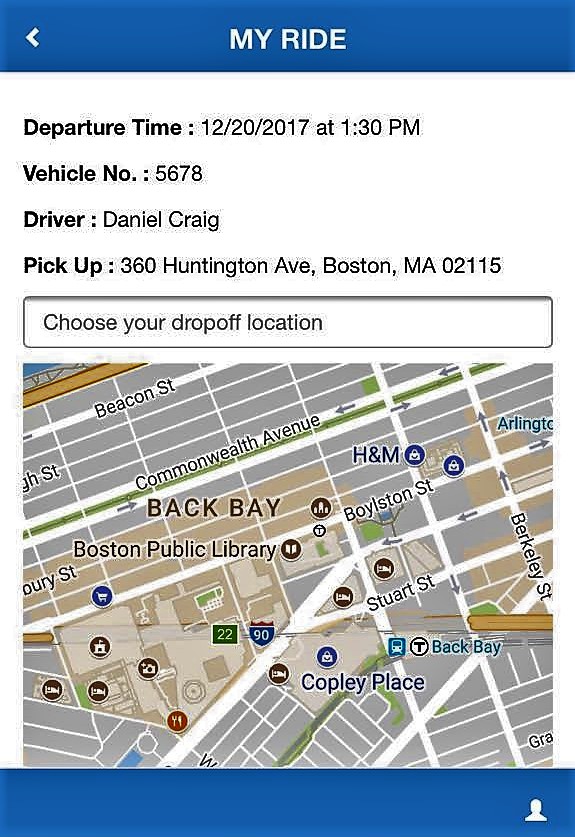 MY RIDE
Departure Time : 12/20/2017 at 1:30 PM
Vehicle No. : 5678
Driver : Daniel Craig
Pick Up : 360 Huntington Ave, Boston, MA 02115
Choose your dropoff location
Beacon St
Arlingto
Commonwealth Avenue
H&M
gh St
BACK BAY
Boylston St
Boston Public Library
T
Berkeley St
bury St
Stuart St
22
90
T Back Bay
Copley Place
W
Gra